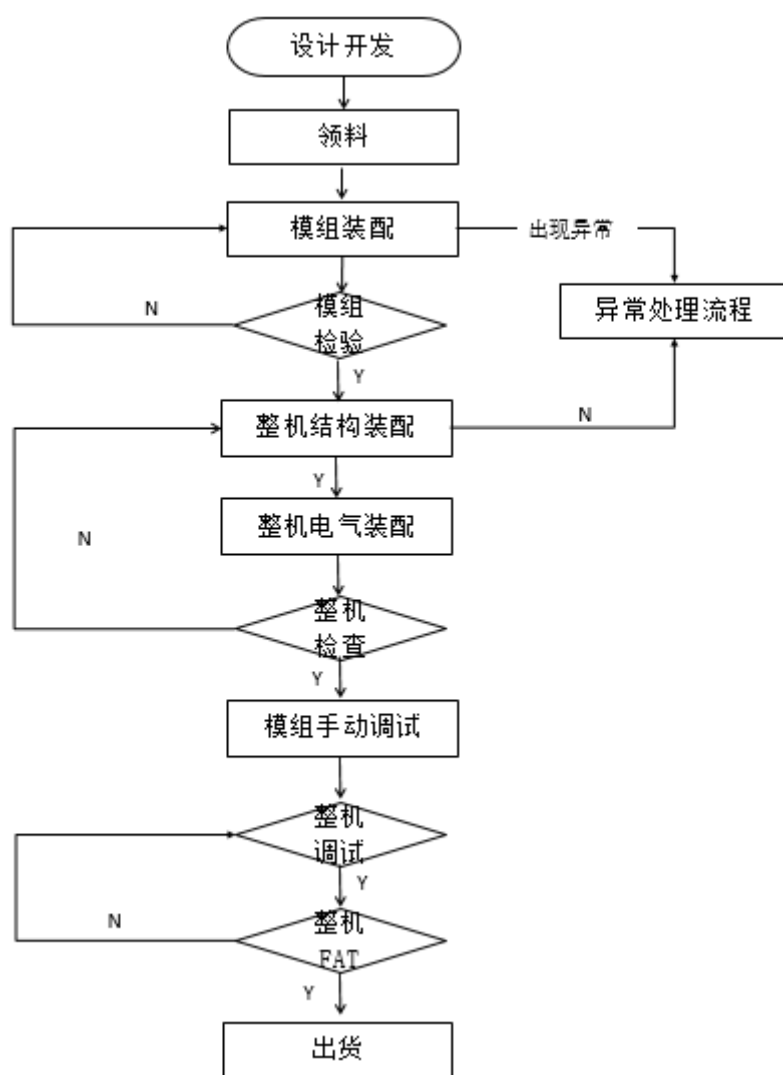 设计开发
领料
模组装配
出现异常
模组
检验
N
异常处理流程
Y
整机结构装配
N
Y
整机电气装配
N
整机
检查
Y
模组手动调试
整机
调试
Y
N
整机
FAT
Y
出货